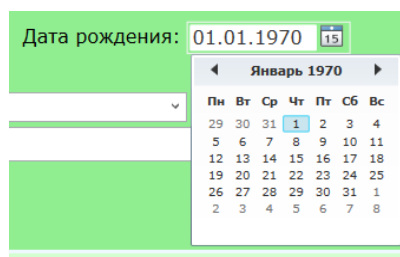 Дата рождения: 01.01.1970 15
Январь 1970
Пн Вт Ср Чт Пт Сб Вс
29 30 31 1 2 3 4
5 6 7 8 9 10 11
12 13 14 15 16 17 18
19 20 21 22 23 24 25
26 27 28 29 30 31 1
2 3 4 5 6 7 8